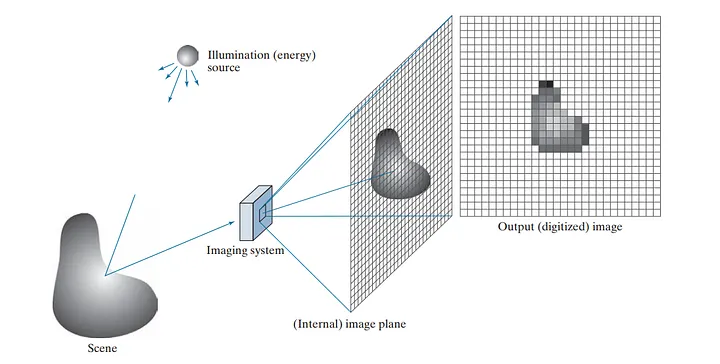 Illumination (energy)
source
Imaging system
Output (digitized) image
(Internal) image plane
Scene